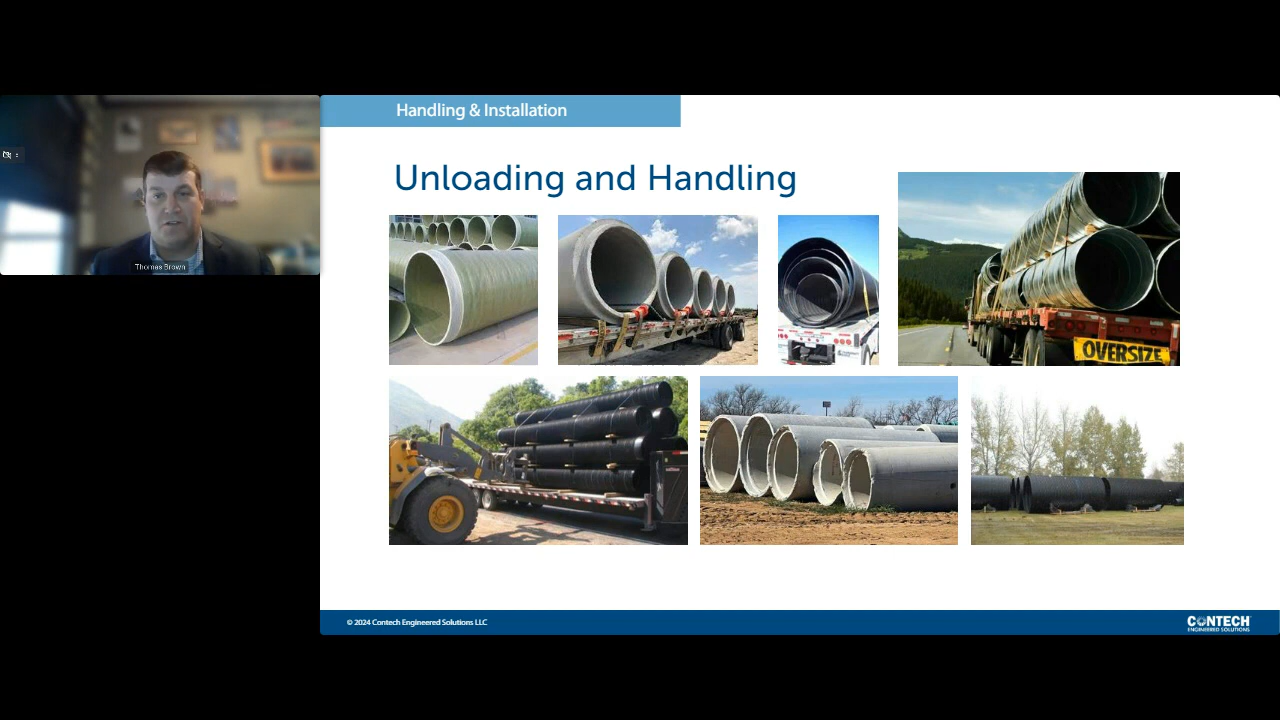 Handling & Installation
Unloading and Handling
Thomas Brown
OVERSIZE
© 2024 Contech Engineered Solutions LLC
CONTECH
ENGINEERED SOLUTIONS